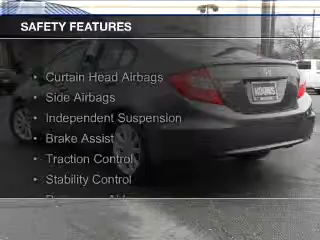 SAFETY FEATURES
• Curtain Head Airbags
• Side Airbags
• Independent Suspension
• Brake Assist
• Traction Control
• Stability Control